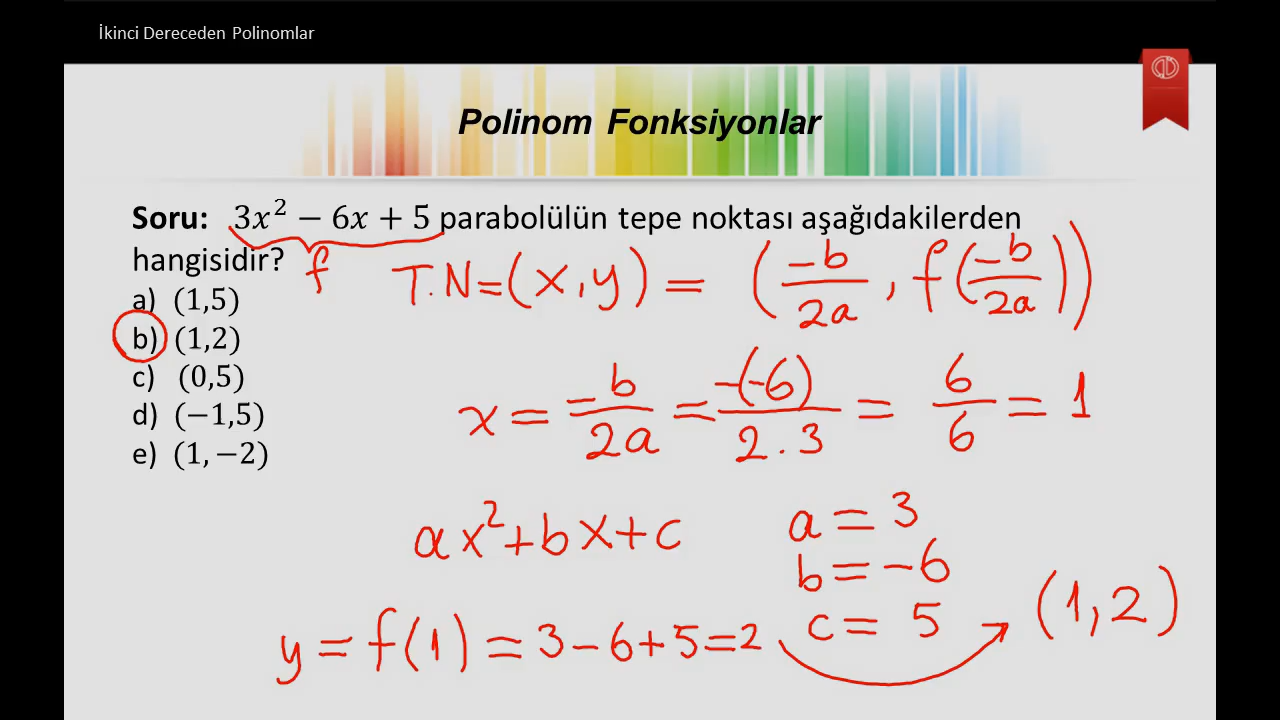 İkinci Dereceden Polinomlar
Polinom Fonksiyonlar
Soru: 3x² − 6x + 5 parabolülün tepe noktası aşağıdakilerden
hangisidir?
f
T.N=(x,y) = (-b/2a, f(-b/2a))
a) (1,5)
b) (1,2)
c) (0,5)
d) (−1,5)
e) (1,−2)
x = -b/2a = -(-6)/2.3 = 6/6 = 1
ax²+bx+c
a = 3
b = -6
c = 5
y = f(1) = 3-6+5=2
(1,2)